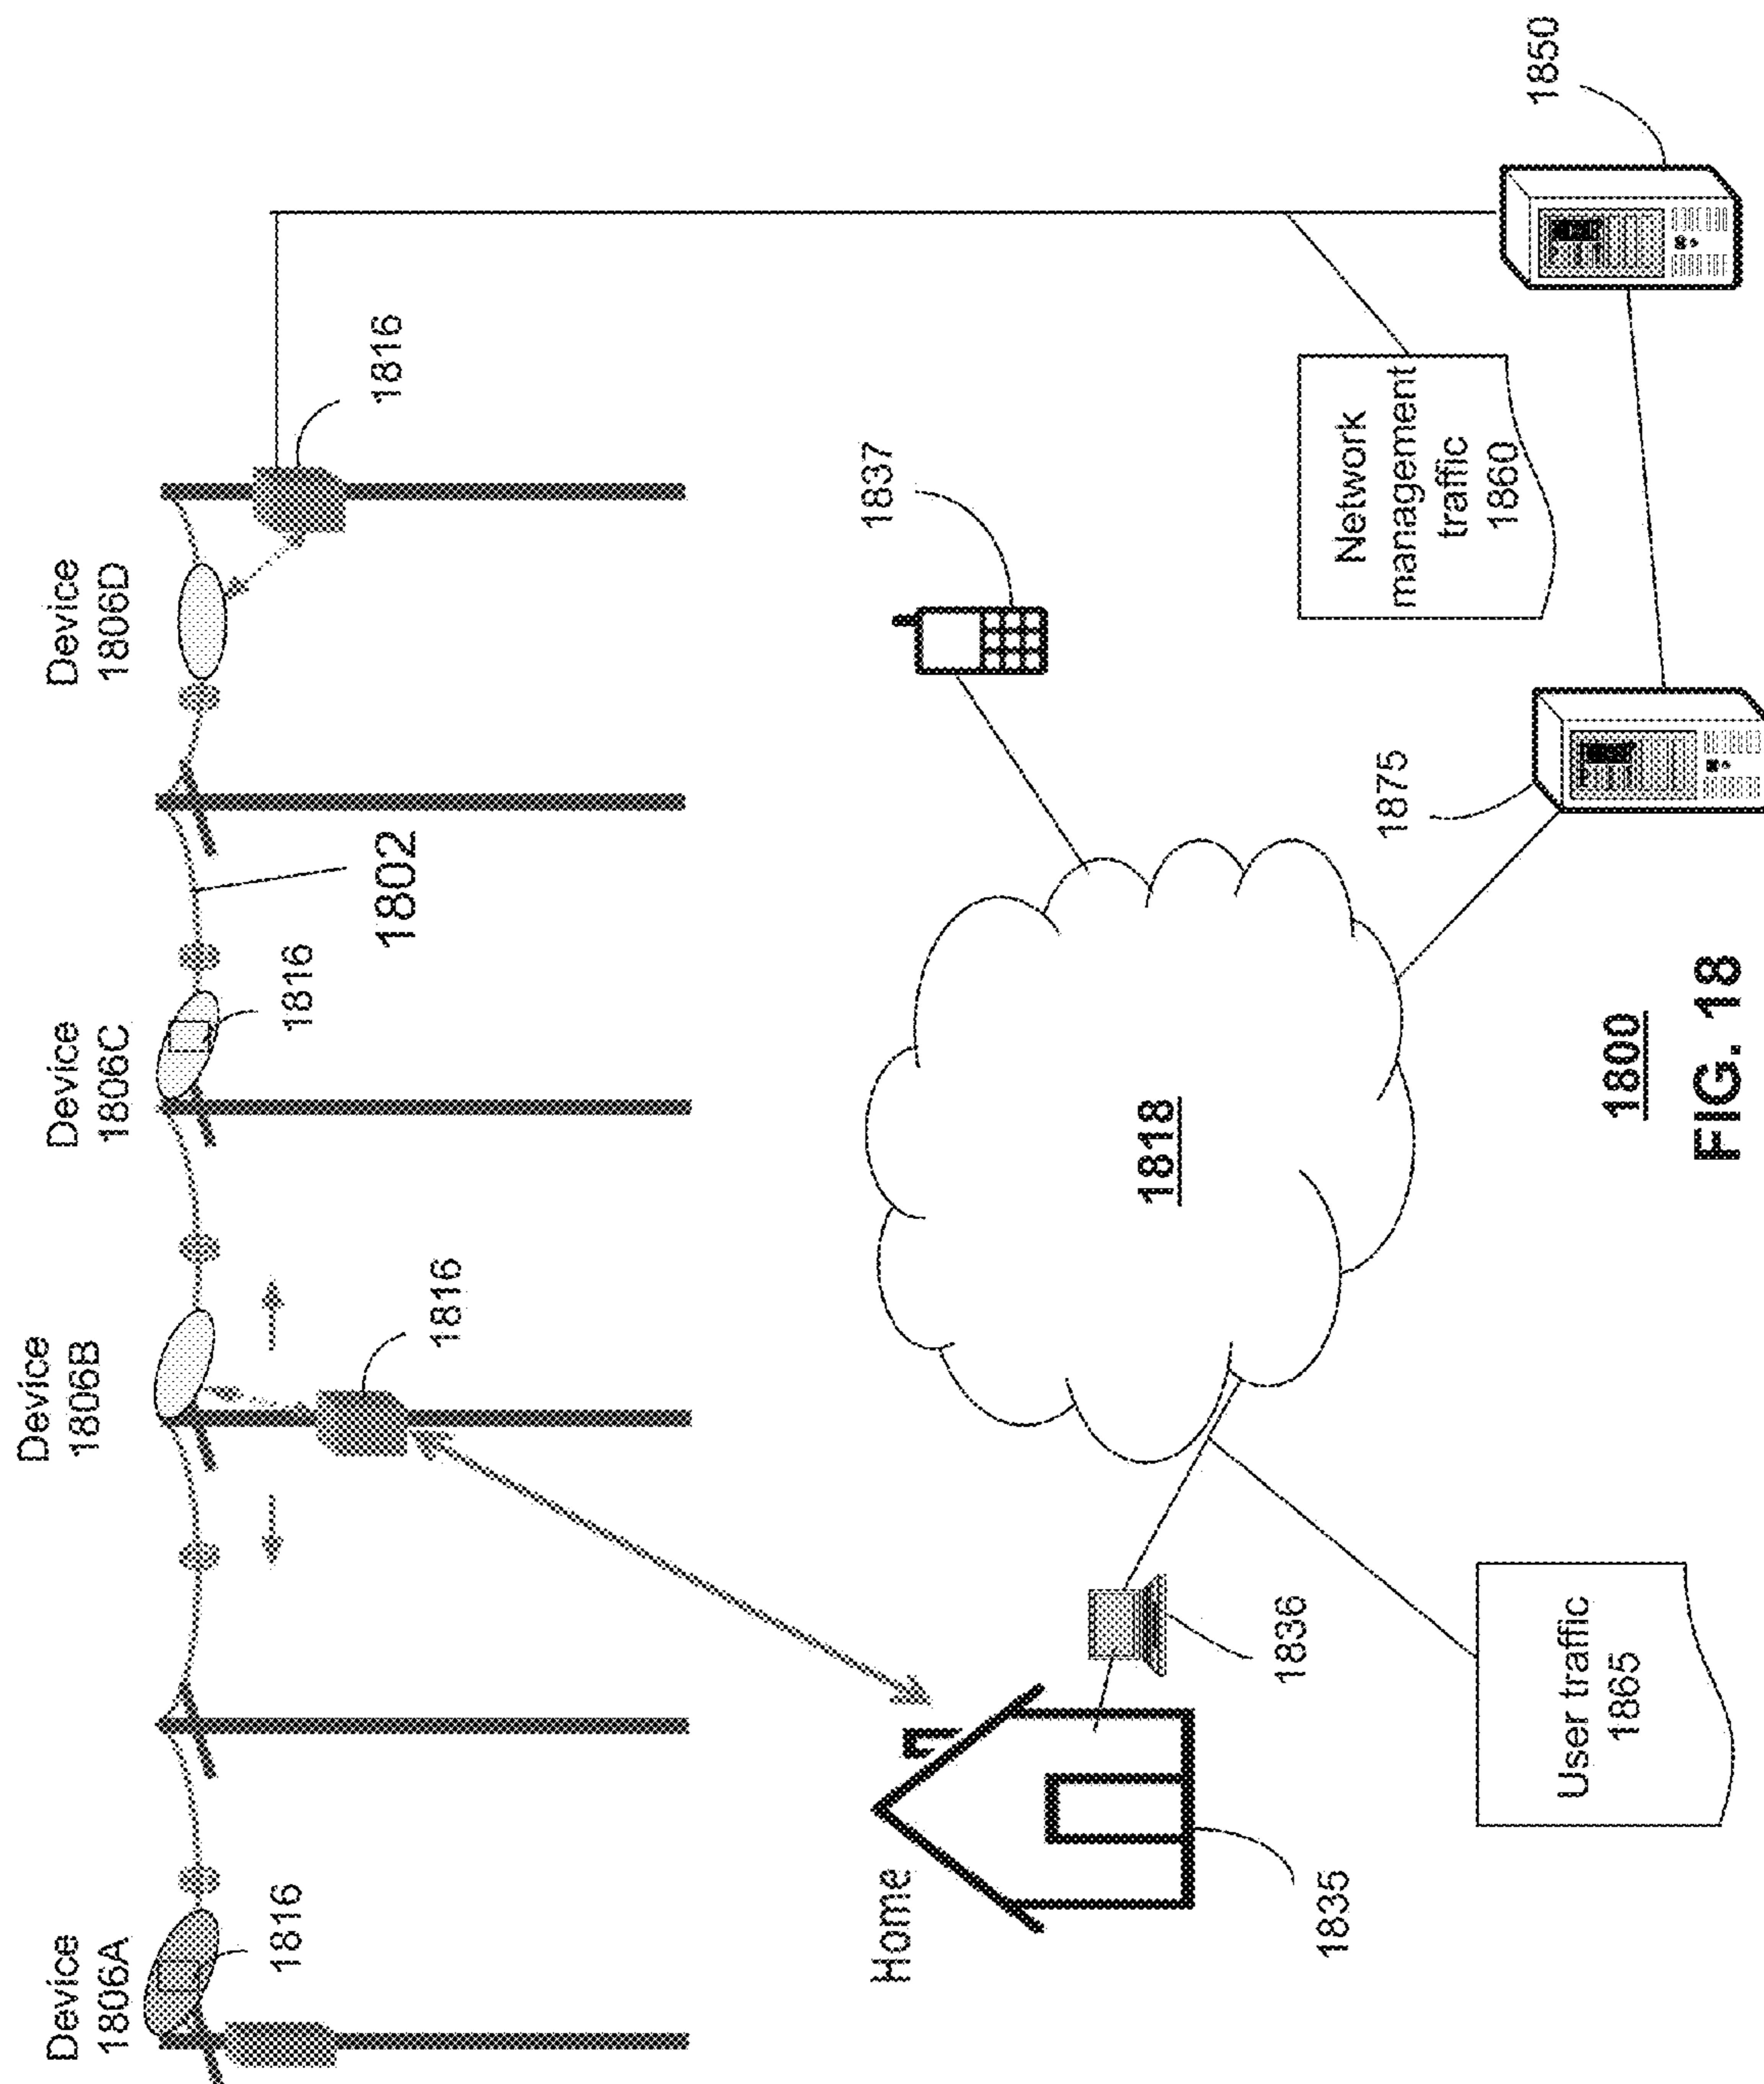 Device
1806A
1816
Device
1806B
1816
Device
1806C
1816
1802
Device
1806D
1816
Home
1835
1836
1818
1837
User traffic
1865
Network
management
traffic
1860
1875
1850
1800
FIG. 18